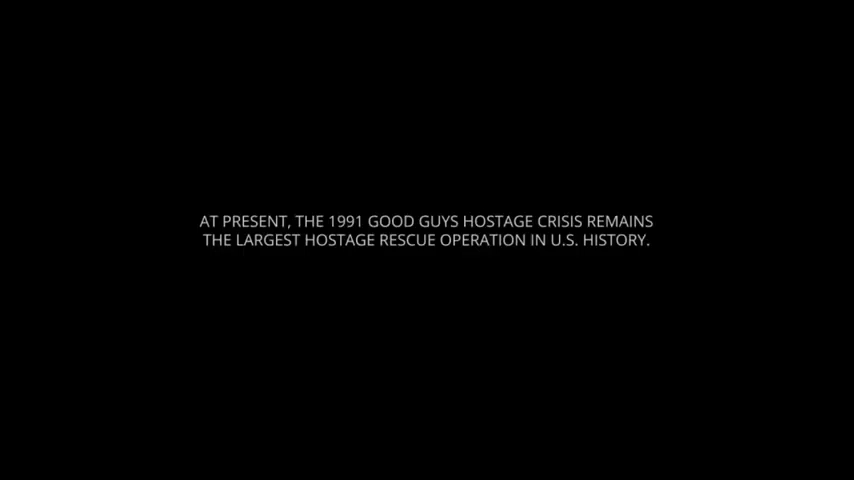 AT PRESENT, THE 1991 GOOD GUYS HOSTAGE CRISIS REMAINS
THE LARGEST HOSTAGE RESCUE OPERATION IN U.S. HISTORY.